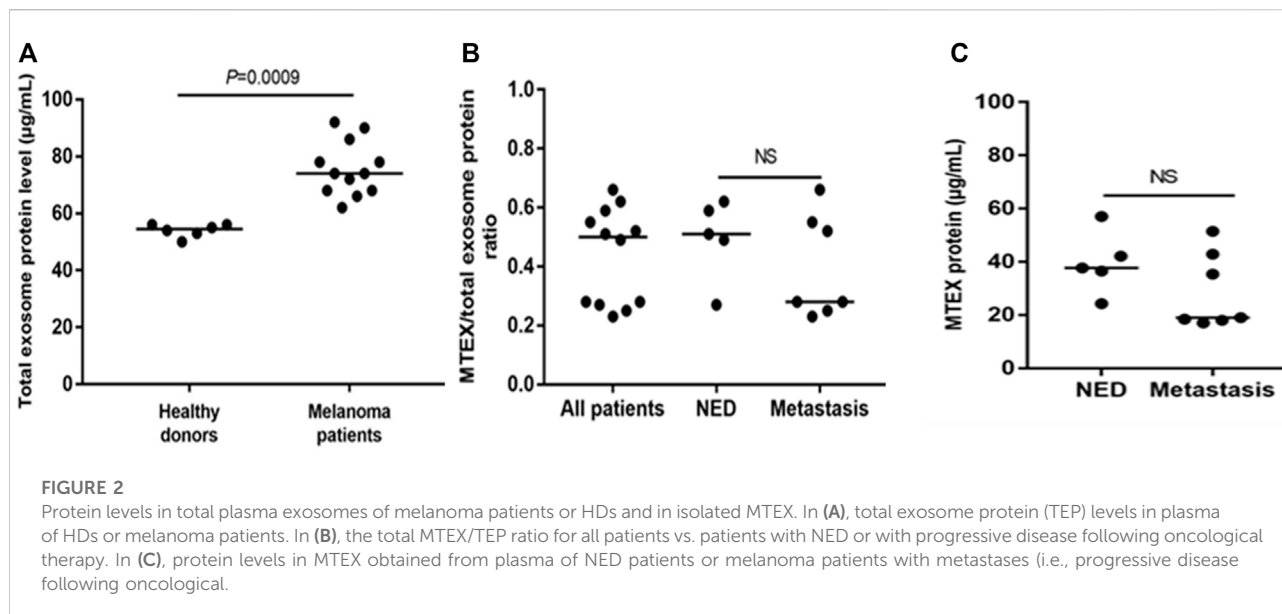 A
B
C
P=0.0009
Total exosome protein level (µg/mL)
100
80
60
40
20
0
Healthy
donors
Melanoma
patients
MTEX/total exosome protein
ratio
1.0
0.8
0.6
0.4
0.2
0.0
NS
All patients
NED
Metastasis
MTEX protein (µg/mL)
100
80
60
40
20
0
NS
NED
Metastasis
FIGURE 2
Protein levels in total plasma exosomes of melanoma patients or HDs and in isolated MTEX. In (A), total exosome protein (TEP) levels in plasma
of HDs or melanoma patients. In (B), the total MTEX/TEP ratio for all patients vs. patients with NED or with progressive disease following oncological
therapy. In (C), protein levels in MTEX obtained from plasma of NED patients or melanoma patients with metastases (i.e., progressive disease
following oncological.